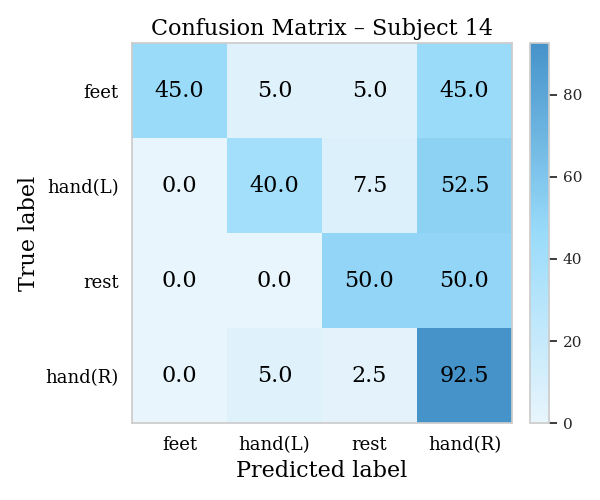 Confusion Matrix – Subject 14
feet 45.0 5.0 5.0 45.0
hand(L) 0.0 40.0 7.5 52.5
rest 0.0 0.0 50.0 50.0
hand(R) 0.0 5.0 2.5 92.5
feet hand(L) rest hand(R)
Predicted label
True label
80
60
40
20
0